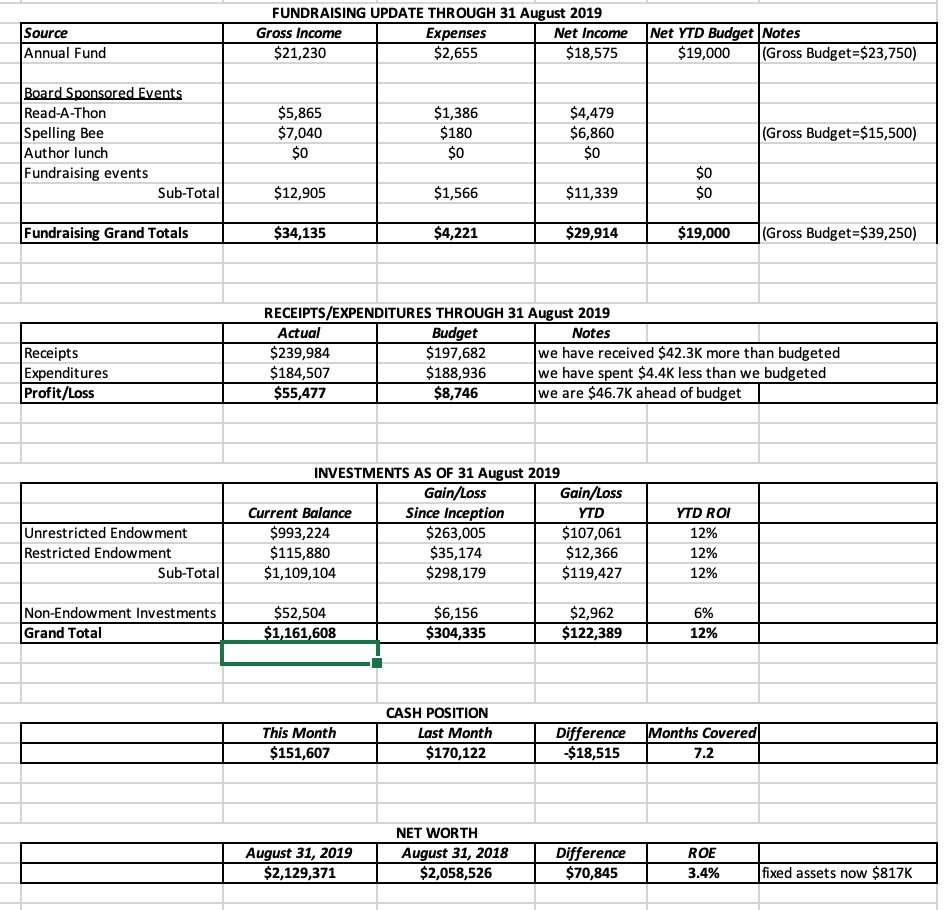 FUNDRAISING UPDATE THROUGH 31 August 2019
Source Gross Income Expenses Net Income Net YTD Budget Notes
Annual Fund $21,230 $2,655 $18,575 $19,000 (Gross Budget=$23,750)
Board Sponsored Events
Read-A-Thon $5,865 $1,386 $4,479
Spelling Bee $7,040 $180 $6,860 (Gross Budget=$15,500)
Author lunch $0 $0 $0
Fundraising events $0
Sub-Total $12,905 $1,566 $11,339 $0
Fundraising Grand Totals $34,135 $4,221 $29,914 $19,000 (Gross Budget=$39,250)
RECEIPTS/EXPENDITURES THROUGH 31 August 2019
Actual Budget Notes
Receipts $239,984 $197,682 we have received $42.3K more than budgeted
Expenditures $184,507 $188,936 we have spent $4.4K less than we budgeted
Profit/Loss $55,477 $8,746 we are $46.7K ahead of budget
INVESTMENTS AS OF 31 August 2019
Gain/Loss Gain/Loss
Current Balance Since Inception YTD YTD ROI
Unrestricted Endowment $993,224 $263,005 $107,061 12%
Restricted Endowment $115,880 $35,174 $12,366 12%
Sub-Total $1,109,104 $298,179 $119,427 12%
Non-Endowment Investments $52,504 $6,156 $2,962 6%
Grand Total $1,161,608 $304,335 $122,389 12%
CASH POSITION
This Month Last Month Difference Months Covered
$151,607 $170,122 -$18,515 7.2
NET WORTH
August 31, 2019 August 31, 2018 Difference ROE
$2,129,371 $2,058,526 $70,845 3.4% fixed assets now $817K